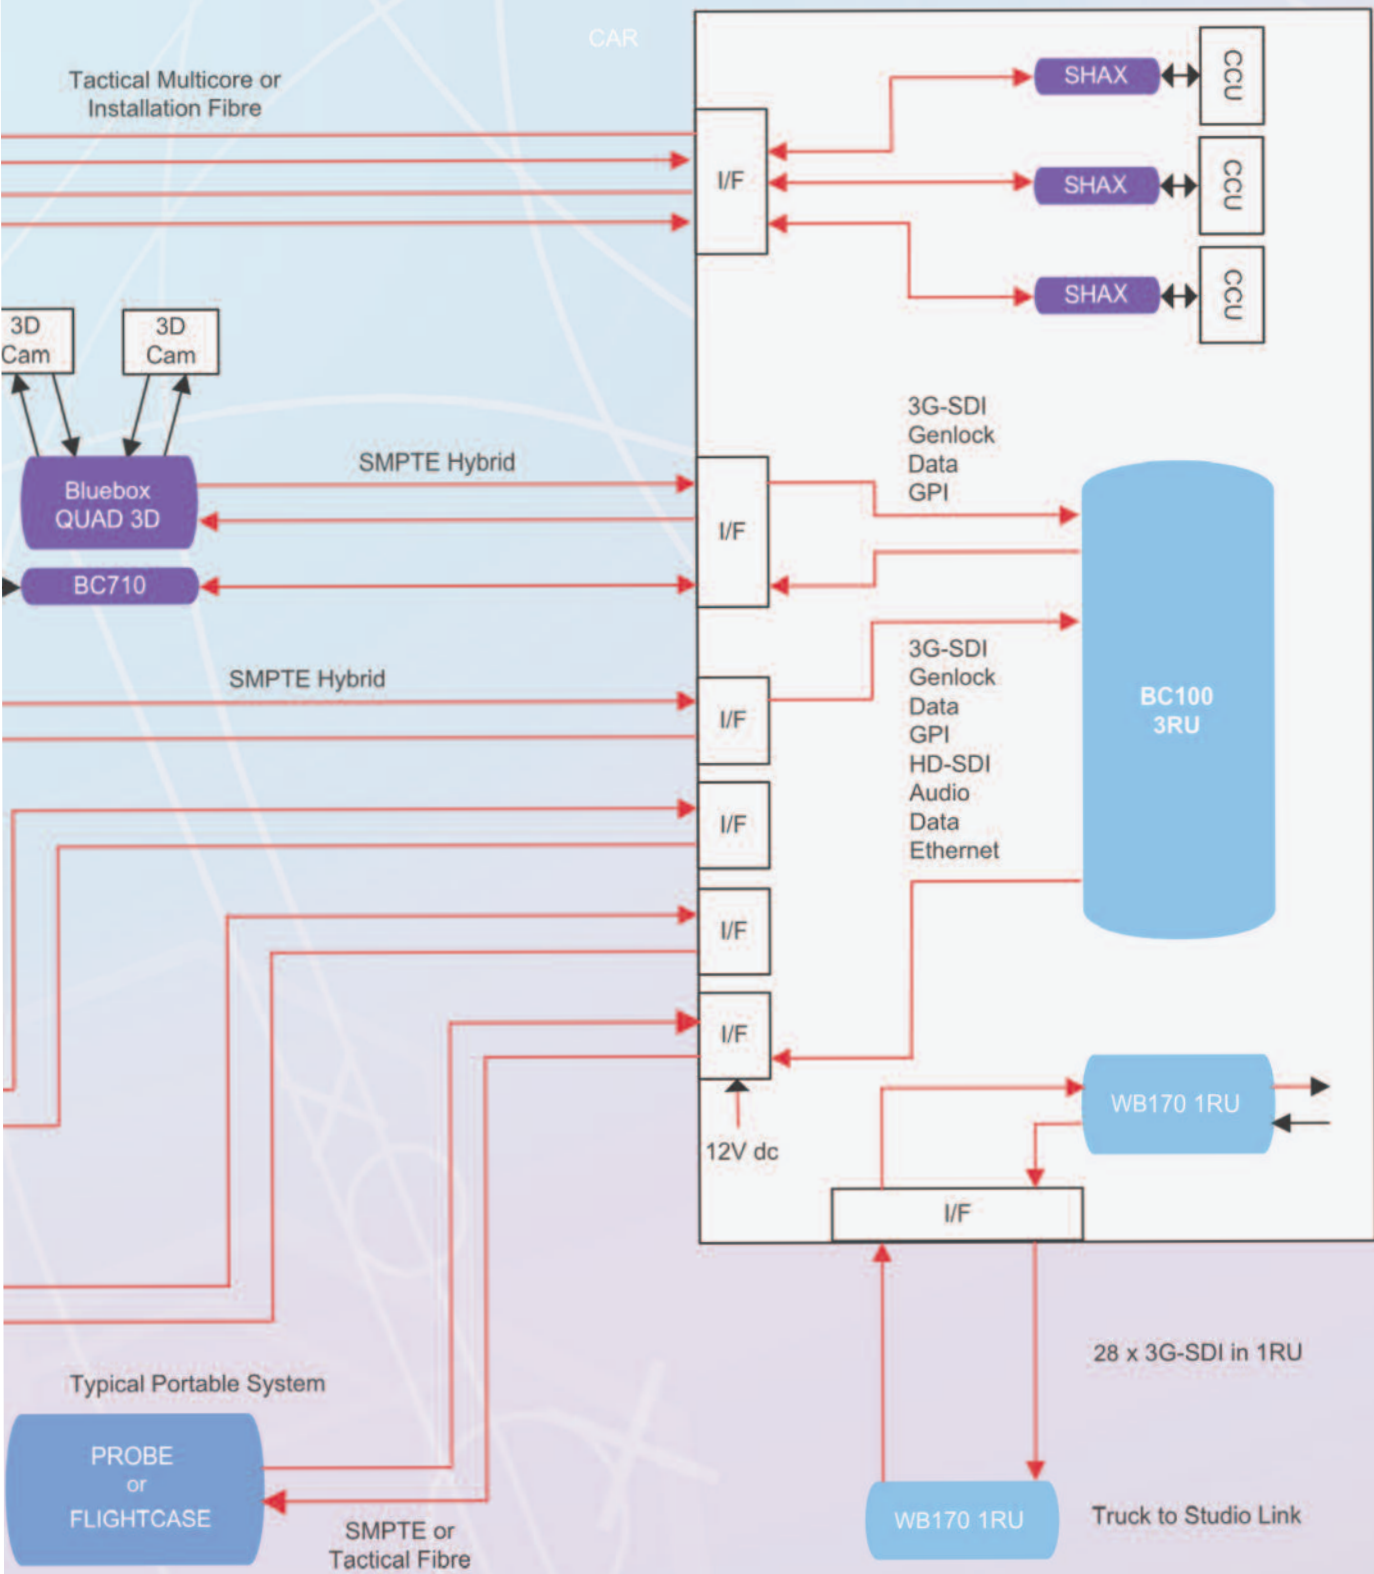 CAR
Tactical Multicore or
Installation Fibre
SHAX
CCU
I/F
SHAX
CCU
SHAX
CCU
3D
Cam
3D
Cam
3G-SDI
Genlock
Data
GPI
SMPTE Hybrid
Bluebox
QUAD 3D
I/F
BC710
SMPTE Hybrid
I/F
3G-SDI
Genlock
Data
GPI
HD-SDI
Audio
Data
Ethernet
BC100
3RU
I/F
I/F
I/F
12V dc
WB170 1RU
I/F
28 x 3G-SDI in 1RU
Typical Portable System
PROBE
or
FLIGHTCASE
SMPTE or
Tactical Fibre
WB170 1RU
Truck to Studio Link